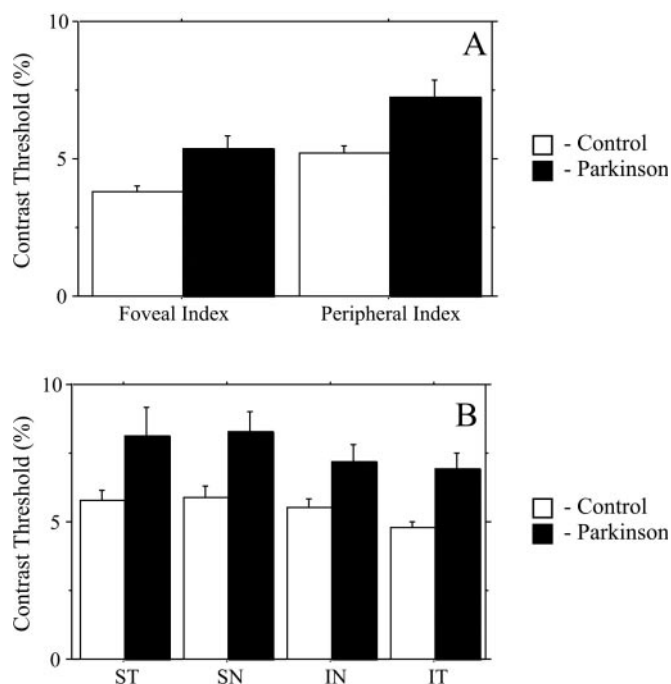 10
A
Contrast Threshold (%)
5
0
Foveal Index
Peripheral Index
- Control
- Parkinson
10
B
Contrast Threshold (%)
5
0
ST
SN
IN
IT
- Control
- Parkinson